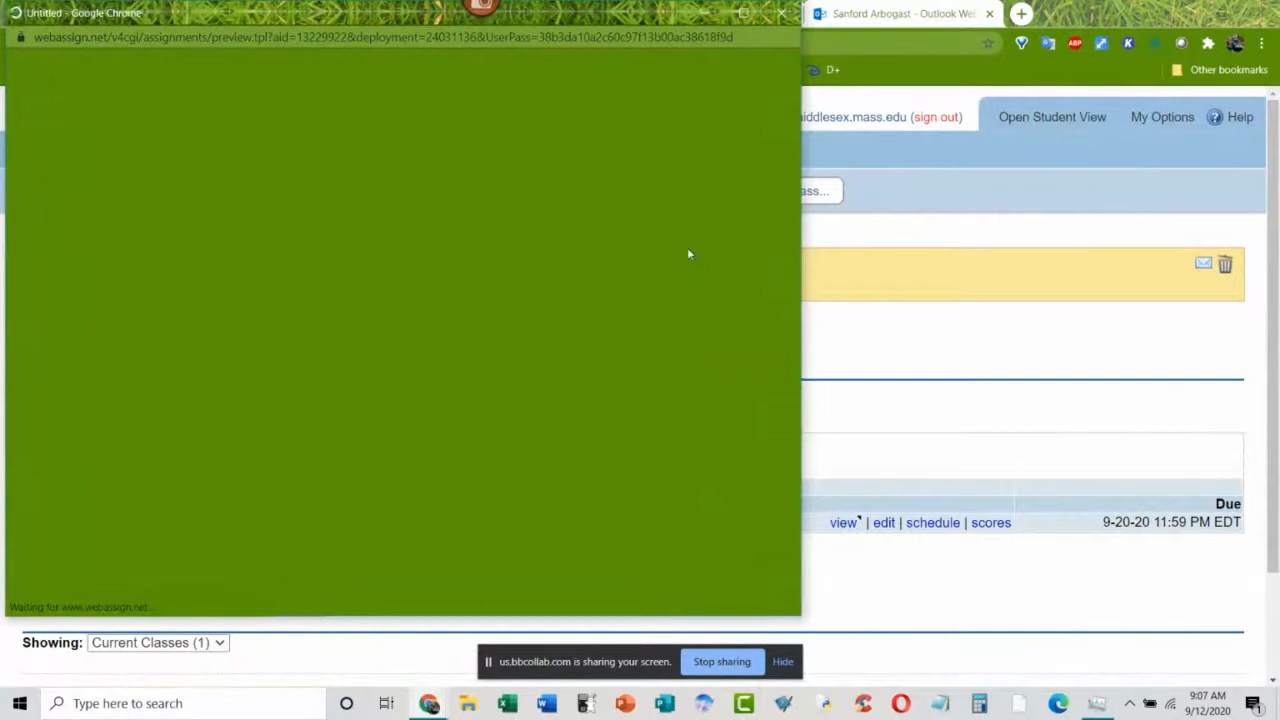 Untitled - Google Chrome
Sanford Arbogast - Outlook We
webassign.net/v4cgi/assignments/preview.tpl?aid=13229922&deployment=24031136&UserPass=38b3da10a2c60c97f13b00ac38618f9d
ABP
D+
Other bookmarks
iddlesex.mass.edu (sign out)
Open Student View
My Options
? Help
ass...
Due
view | edit | schedule | scores
9-20-20 11:59 PM EDT
Waiting for www.webassign.net...
Showing: Current Classes (1)
us.bbcollab.com is sharing your screen.
Stop sharing
Hide
Type here to search
9:07 AM
9/12/2020
1